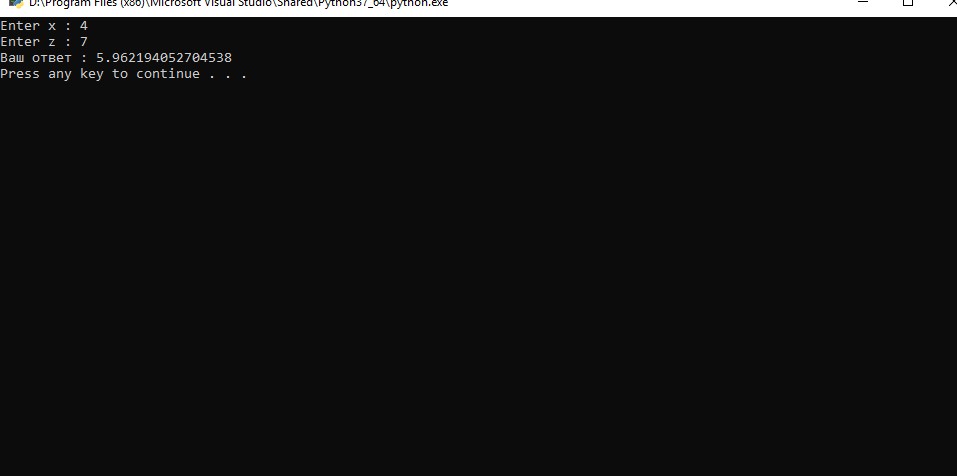 D:\Program Files (x86)\Microsoft Visual Studio\Shared\Python37_64\python.exe
Enter x : 4
Enter z : 7
Ваш ответ : 5.962194052704538
Press any key to continue . . .